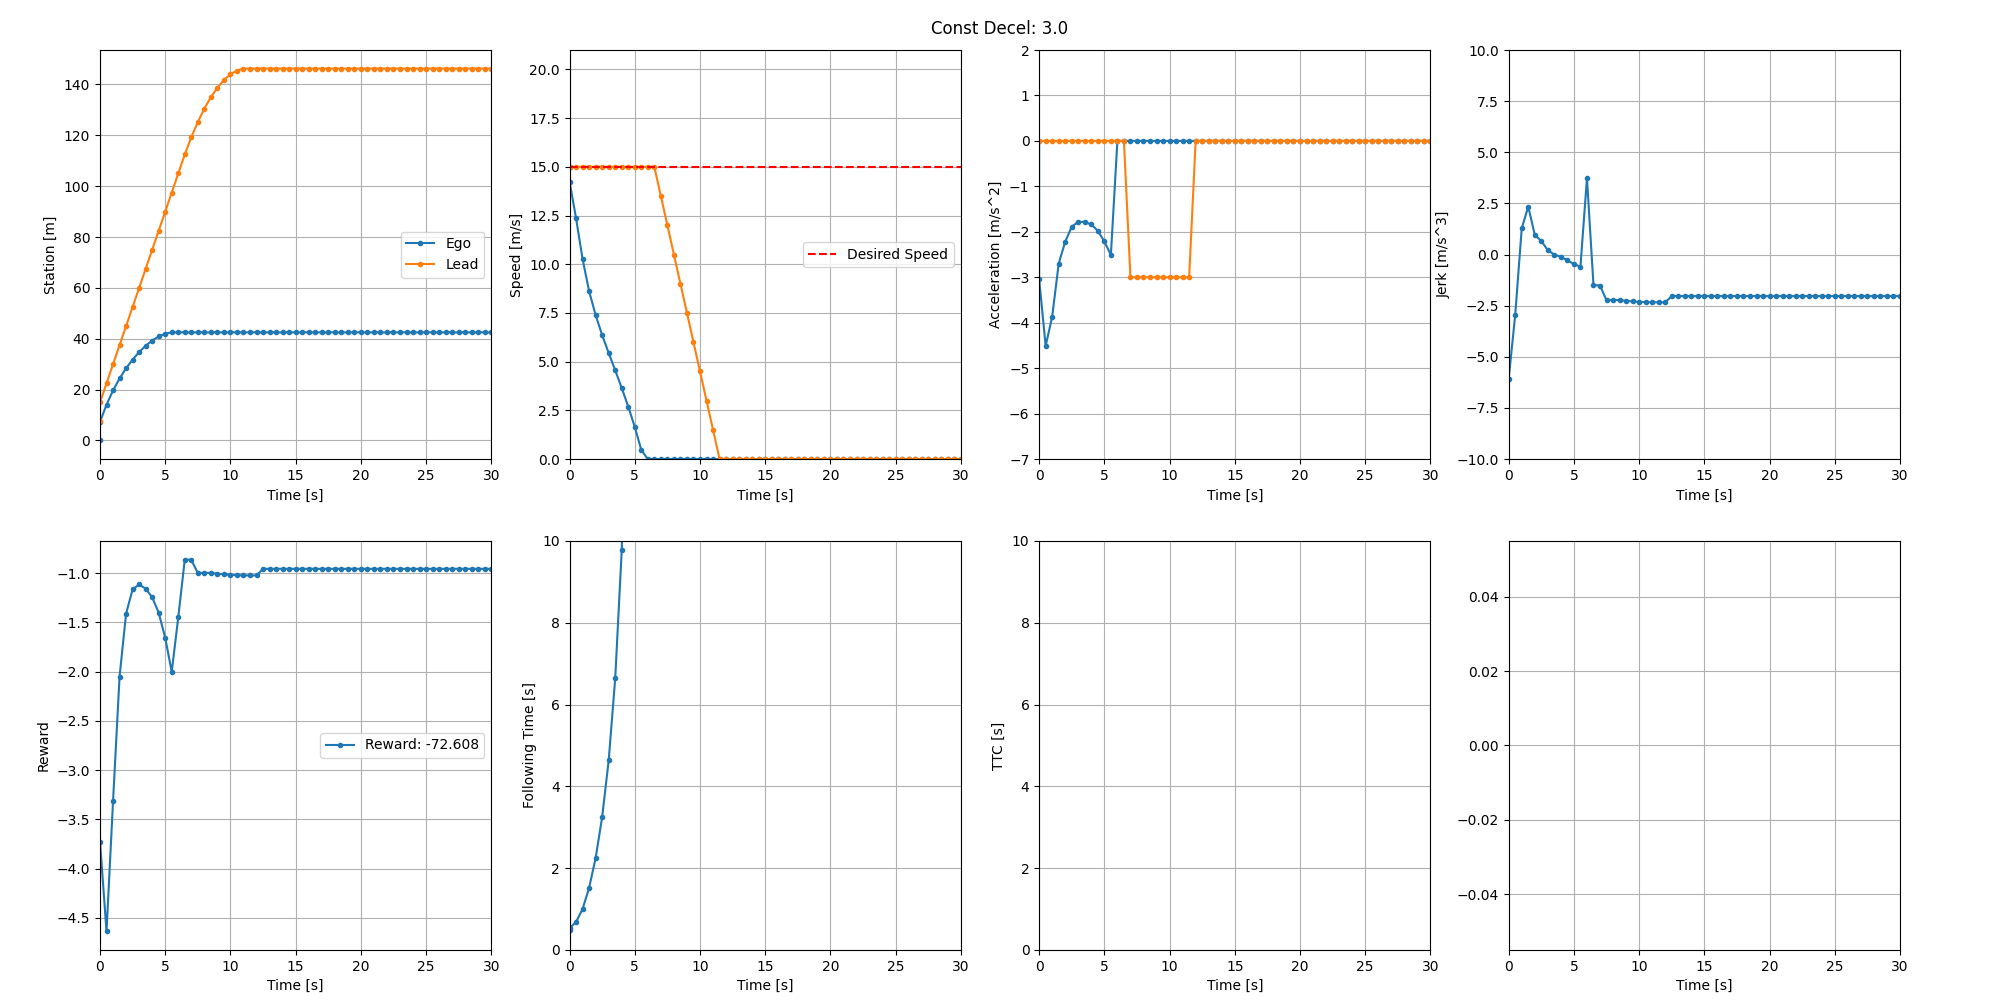 Const Decel: 3.0
Station [m]
140
120
100
80
60
40
20
0
Ego
Lead
0 5 10 15 20 25 30
Time [s]
Speed [m/s]
20.0
17.5
15.0
12.5
10.0
7.5
5.0
2.5
0.0
Desired Speed
0 5 10 15 20 25 30
Time [s]
Acceleration [m/s^2]
2
1
0
−1
−2
−3
−4
−5
−6
−7
0 5 10 15 20 25 30
Time [s]
Jerk [m/s^3]
10.0
7.5
5.0
2.5
0.0
−2.5
−5.0
−7.5
−10.0
0 5 10 15 20 25 30
Time [s]
Reward
−1.0
−1.5
−2.0
−2.5
−3.0
−3.5
−4.0
−4.5
Reward: -72.608
0 5 10 15 20 25 30
Time [s]
Following Time [s]
10
8
6
4
2
0
0 5 10 15 20 25 30
Time [s]
TTC [s]
10
8
6
4
2
0
0 5 10 15 20 25 30
Time [s]
0.04
0.02
0.00
−0.02
−0.04
0 5 10 15 20 25 30
Time [s]